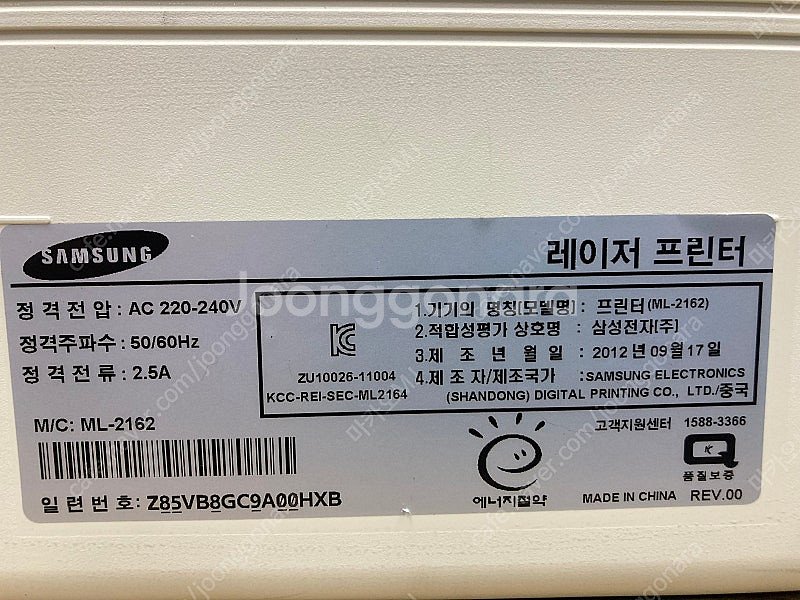 SAMSUNG
레이저 프린터
정격전압 : AC 220-240V
정격주파수 : 50/60Hz
정격전류 : 2.5A
M/C: ML-2162
일련번호: Z85VB8GC9A00HXB
ZU10026-11004
KCC-REI-SEC-ML2164
1.기기의 명칭[모델명] : 프린터(ML-2162)
2.적합성평가 상호명 : 삼성전자(주)
3.제 조 년 월 일 : 2012년 09월 17일
4.제 조 자/제조국가 :SAMSUNG ELECTRONICS
(SHANDONG) DIGITAL PRINTING CO., LTD./중국
고객지원센터 1588-3366
Q
품질보증
에너지절약
MADE IN CHINA REV.00
Joonggonara
cafe.naver.com/joonggonara